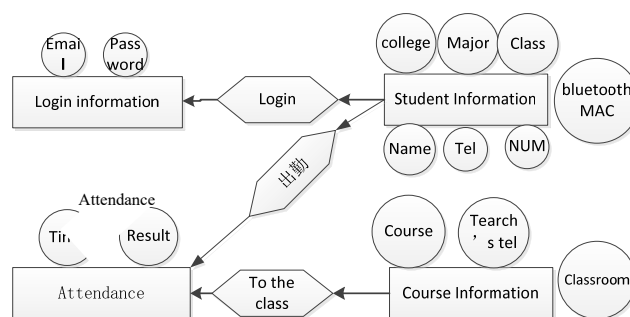 Emai
l
Pass
word
college
Major
Class
Login information
Login
Student Information
bluetooth
MAC
Name
Tel
NUM
出勤
Attendance
Tin
Result
Course
Tearch
's tel
Attendance
To the
class
Course Information
Classroom